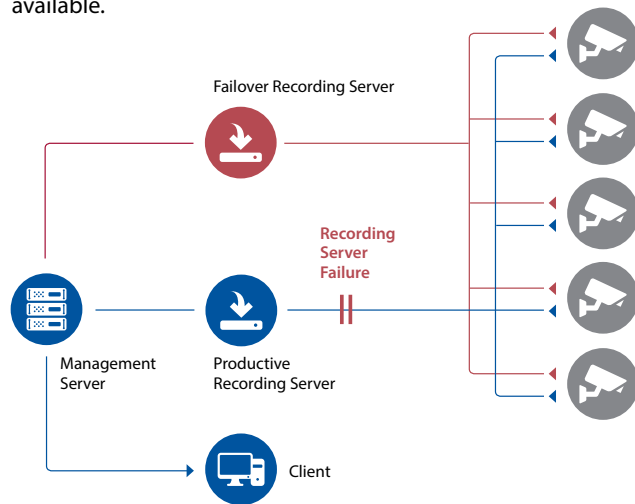 available.
Failover Recording Server
Recording
Server
Failure
Management
Server
Productive
Recording Server
Client